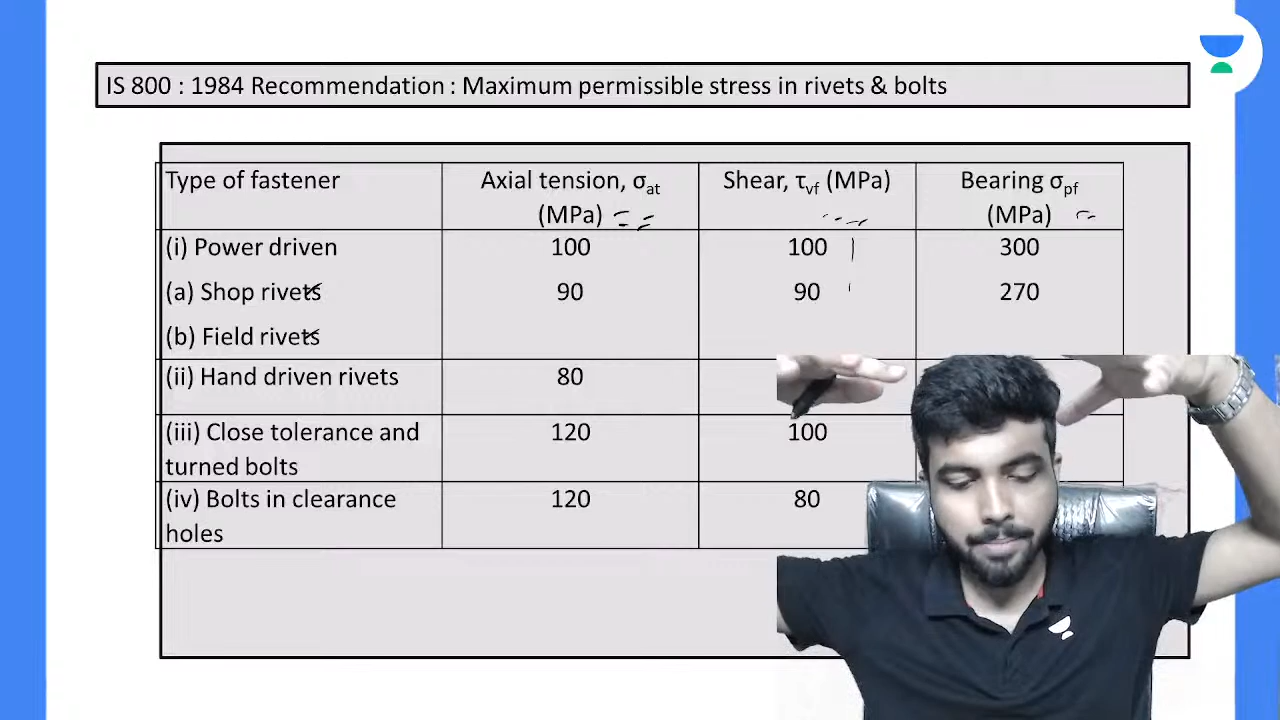 IS 800 : 1984 Recommendation : Maximum permissible stress in rivets & bolts
Type of fastener
Axial tension, σat
(MPa)
Shear, τvf (MPa)
Bearing σpf
(MPa)
(i) Power driven
100
100
300
(a) Shop rivets
90
90
270
(b) Field rivets
(ii) Hand driven rivets
80
(iii) Close tolerance and
turned bolts
120
100
(iv) Bolts in clearance
holes
120
80